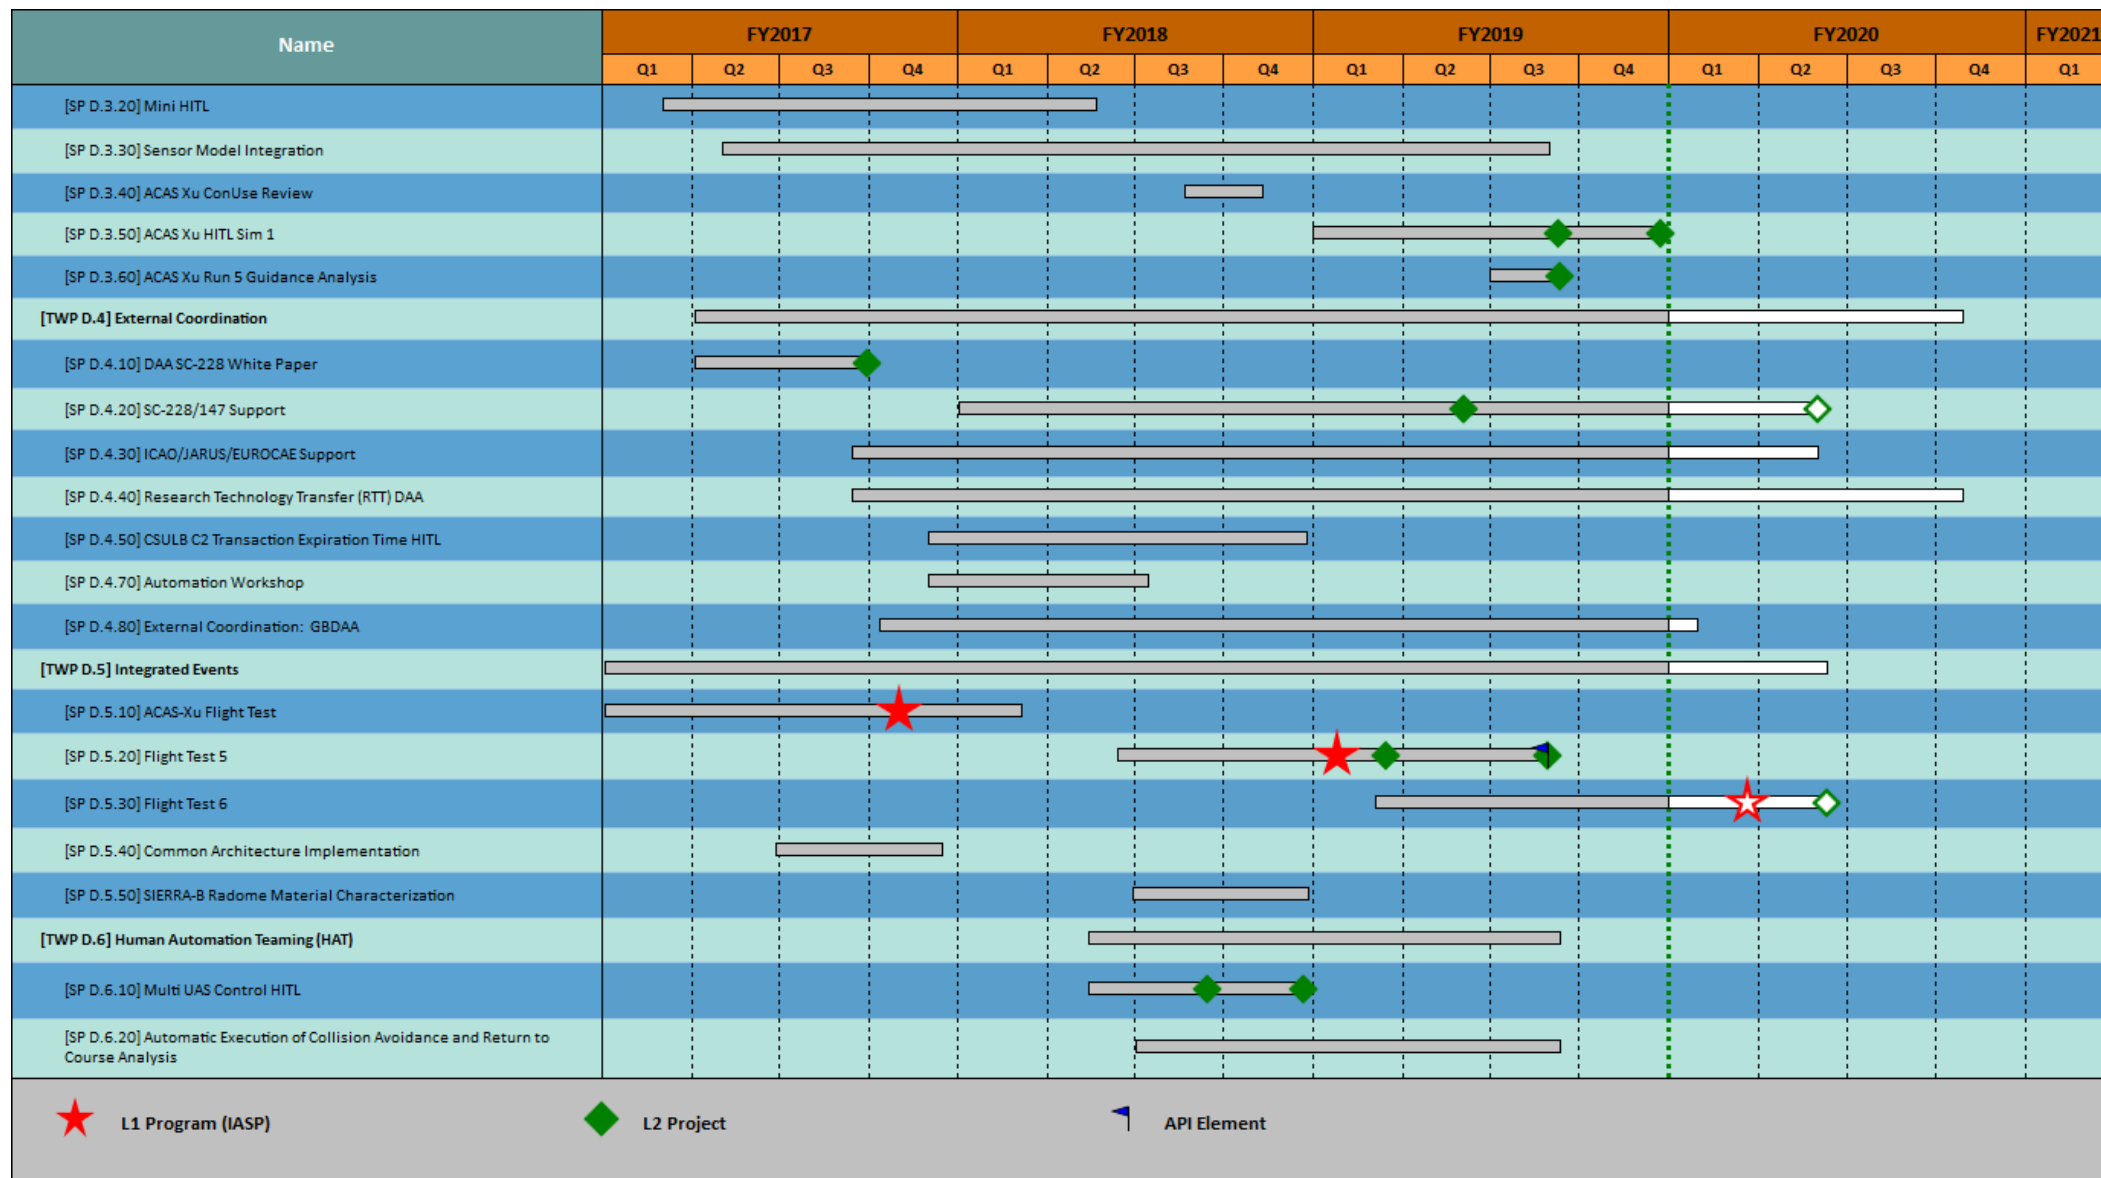 Name
FY2017 FY2018 FY2019 FY2020 FY2021
Q1 Q2 Q3 Q4 Q1 Q2 Q3 Q4 Q1 Q2 Q3 Q4 Q1 Q2 Q3 Q4 Q1
[SP D.3.20] Mini HITL
[SP D.3.30] Sensor Model Integration
[SP D.3.40] ACAS Xu ConUse Review
[SP D.3.50] ACAS Xu HITL Sim 1
[SP D.3.60] ACAS Xu Run 5 Guidance Analysis
[TWP D.4] External Coordination
[SP D.4.10] DAA SC-228 White Paper
[SP D.4.20] SC-228/147 Support
[SP D.4.30] ICAO/JARUS/EUROCAE Support
[SP D.4.40] Research Technology Transfer (RTT) DAA
[SP D.4.50] CSULB C2 Transaction Expiration Time HITL
[SP D.4.70] Automation Workshop
[SP D.4.80] External Coordination: GBDAA
[TWP D.5] Integrated Events
[SP D.5.10] ACAS-Xu Flight Test
[SP D.5.20] Flight Test 5
[SP D.5.30] Flight Test 6
[SP D.5.40] Common Architecture Implementation
[SP D.5.50] SIERRA-B Radome Material Characterization
[TWP D.6] Human Automation Teaming (HAT)
[SP D.6.10] Multi UAS Control HITL
[SP D.6.20] Automatic Execution of Collision Avoidance and Return to
Course Analysis
L1 Program (IASP)
L2 Project
API Element